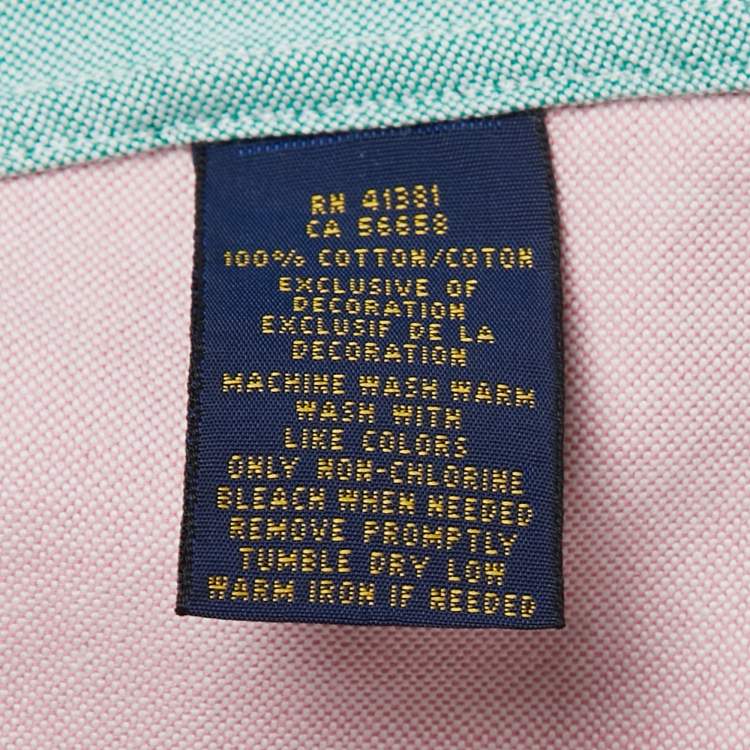 RN 41381
CA 56658
100% COTTON/COTON
EXCLUSIVE OF
DECORATION
EXCLUSIF DE LA
DECORATION
MACHINE WASH WARM
WASH WITH
LIKE COLORS
ONLY NON-CHLORINE
BLEACH WHEN NEEDED
REMOVE PROMPTLY
TUMBLE DRY LOW
WARM IRON IF NEEDED